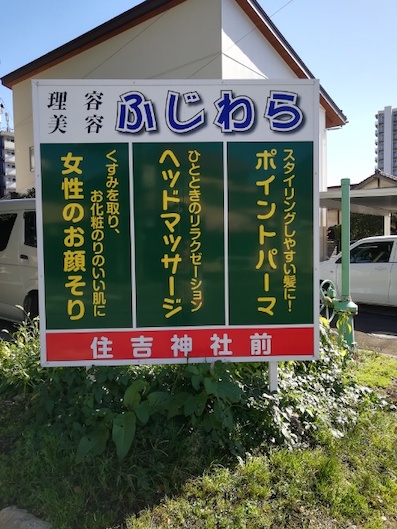 理容
美容
ふじわら
スタイリングしやすい髪に!
ポイントパーマ
ひとときのリラクゼーション
ヘッドマッサージ
くすみを取り、
お化粧のりのいい肌に
女性のお顔そり
住吉神社前